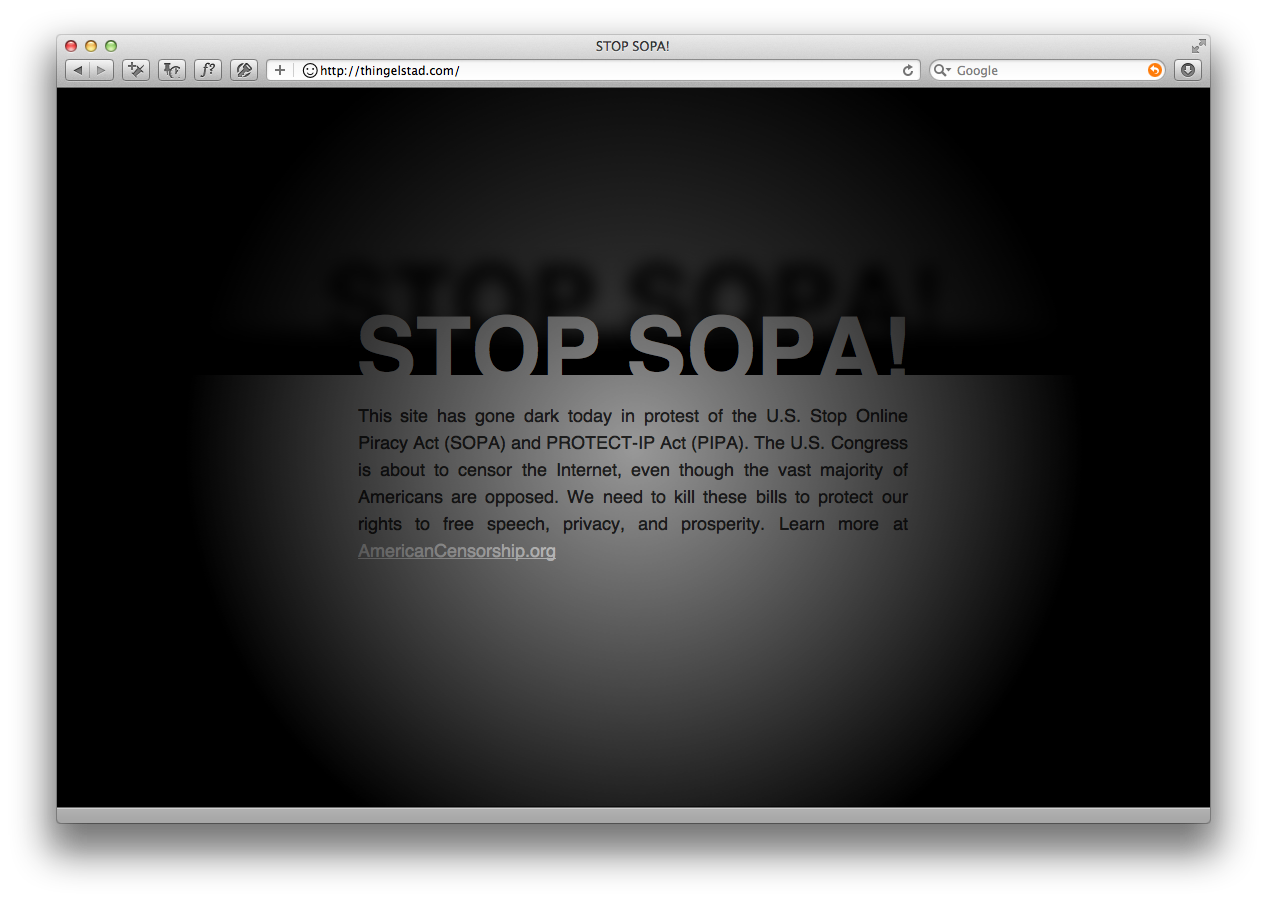 STOP SOPA!
f?
http://thingelstad.com/
Google
STOP SOPA!
STOP SOPA!
This site has gone dark today in protest of the U.S. Stop Online
Piracy Act (SOPA) and PROTECT-IP Act (PIPA). The U.S. Congress
is about to censor the Internet, even though the vast majority of
Americans are opposed. We need to kill these bills to protect our
rights to free speech, privacy, and prosperity. Learn more at
AmericanCensorship.org